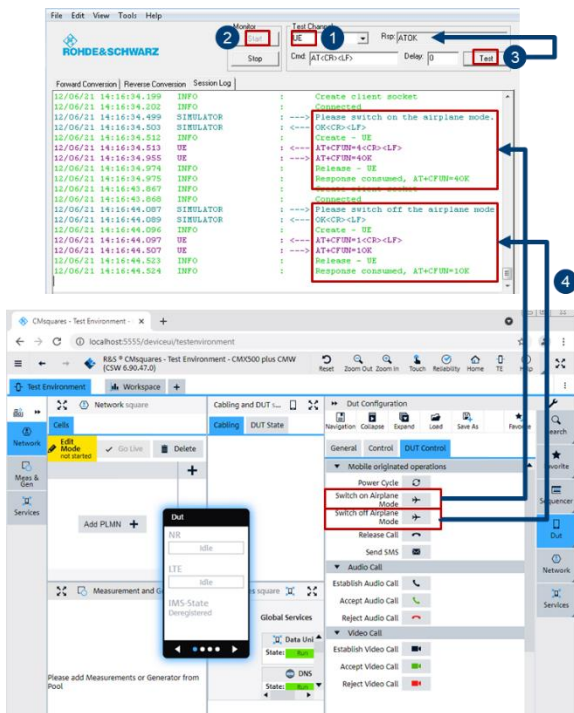 File Edit View Tools Help
ROHDE&SCHWARZ
Monitor
2 Start
Stop
Test Channel
UE 1
Rsp: ATOK
Cmd: AT<CR><LF>
Delay: 0
Test 3
Forward Conversion Reverse Conversion Session Log
12/06/21 14:16:34.199 INFO : Create client socket
12/06/21 14:16:34.202 INFO : Connected
12/06/21 14:16:34.499 SIMULATOR : ---> Please switch on the airplane mode.
12/06/21 14:16:34.503 SIMULATOR : <--- OK<CR><LF>
12/06/21 14:16:34.512 INFO : Create - UE
12/06/21 14:16:34.513 UE : <--- AT+CFUN=4<CR><LF>
12/06/21 14:16:34.955 UE : ---> AT+CFUN=4OK
12/06/21 14:16:34.974 INFO : Release - UE
12/06/21 14:16:34.975 INFO : Response consumed, AT+CFUN=4OK
12/06/21 14:16:43.867 INFO : Create client socket
12/06/21 14:16:43.868 INFO : Connected
12/06/21 14:16:44.087 SIMULATOR : ---> Please switch off the airplane mode
12/06/21 14:16:44.089 SIMULATOR : <--- OK<CR><LF>
12/06/21 14:16:44.096 INFO : Create - UE
12/06/21 14:16:44.097 UE : <--- AT+CFUN=1<CR><LF>
12/06/21 14:16:44.507 UE : ---> AT+CFUN=1OK
12/06/21 14:16:44.523 INFO : Release - UE
12/06/21 14:16:44.524 INFO : Response consumed, AT+CFUN=1OK
4
CMsquares - Test Environment - × +
localhost:5555/deviceui/testenvironment
R&S ® CMsquares - Test Environment - CMX500 plus CMW
(CSW 6.90.47.0)
Reset Zoom Out Zoom In Touch Reliability Home TE Help
Test Environment Workspace +
Network
Meas &
Gen
Services
Network square
Cells
Edit
Mode
not started
Go Live
Delete
Add PLMN +
Cabling and DUT s...
Cabling DUT State
Dut
NR
Idle
LTE
Idle
IMS-State
Deregistered
Measurement and G
Please add Measurements or Generator from
Pool
s square
Global Services
Data Uni
State: Run
DNS
State: Run
Dut Configuration
Navigation Collapse Expand Load Save As Favorite
General Control DUT Control
Mobile originated operations
Power Cycle
Switch on Airplane
Mode
Switch off Airplane
Mode
Release Call
Send SMS
Audio Call
Establish Audio Call
Accept Audio Call
Reject Audio Call
Video Call
Establish Video Call
Accept Video Call
Reject Video Call
Search
Favorite
Sequencer
Dut
Network
Services